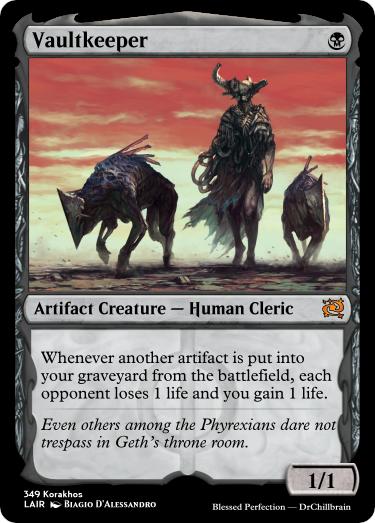 Vaultkeeper
Artifact Creature — Human Cleric
Whenever another artifact is put into
your graveyard from the battlefield, each
opponent loses 1 life and you gain 1 life.
Even others among the Phyrexians dare not
trespass in Geth's throne room.
1/1
349 Korakhos
LAIR Biagio D'Alessandro
Blessed Perfection — DrChillbrain